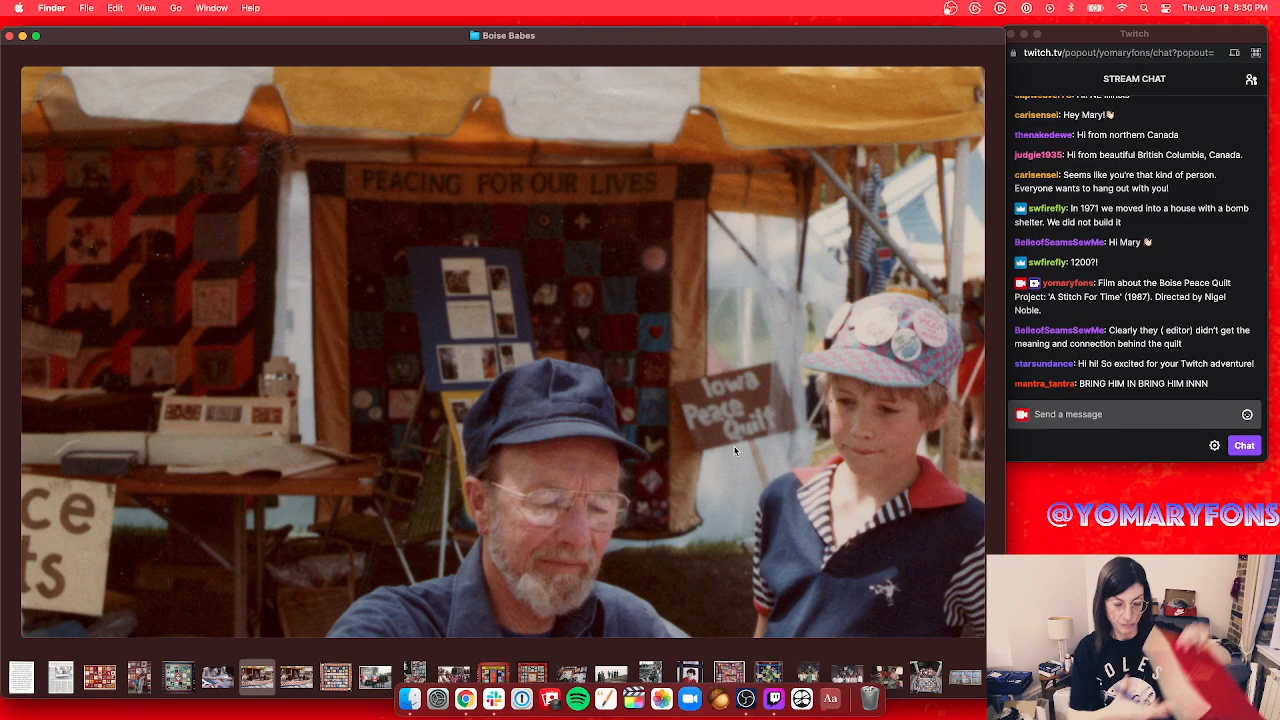 Finder File Edit View Go Window Help
Thu Aug 19 8:30 PM
Boise Babes
PEACING FOR OUR LIVES
Iowa
Peace
Quilt
ce
ts
Twitch
twitch.tv/popout/yomaryfons/chat?popout=
STREAM CHAT
carisensei: Hey Mary!👋🏻
thenakedewe: Hi from northern Canada
judgie1935: Hi from beautiful British Columbia, Canada.
carisensei: Seems like you're that kind of person.
Everyone wants to hang out with you!
swfirefly: In 1971 we moved into a house with a bomb
shelter. We did not build it
BelleofSeamsSewMe: Hi Mary 👋🏻
swfirefly: 1200?!
yomaryfons: Film about the Boise Peace Quilt
Project: 'A Stitch For Time' (1987). Directed by Nigel
Noble.
BelleofSeamsSewMe: Clearly they ( editor) didn't get the
meaning and connection behind the quilt
starsundance: Hi hi! So excited for your Twitch adventure!
mantra_tantra: BRING HIM IN BRING HIM INNN
Send a message
Chat
@YOMARYFONS
Aa